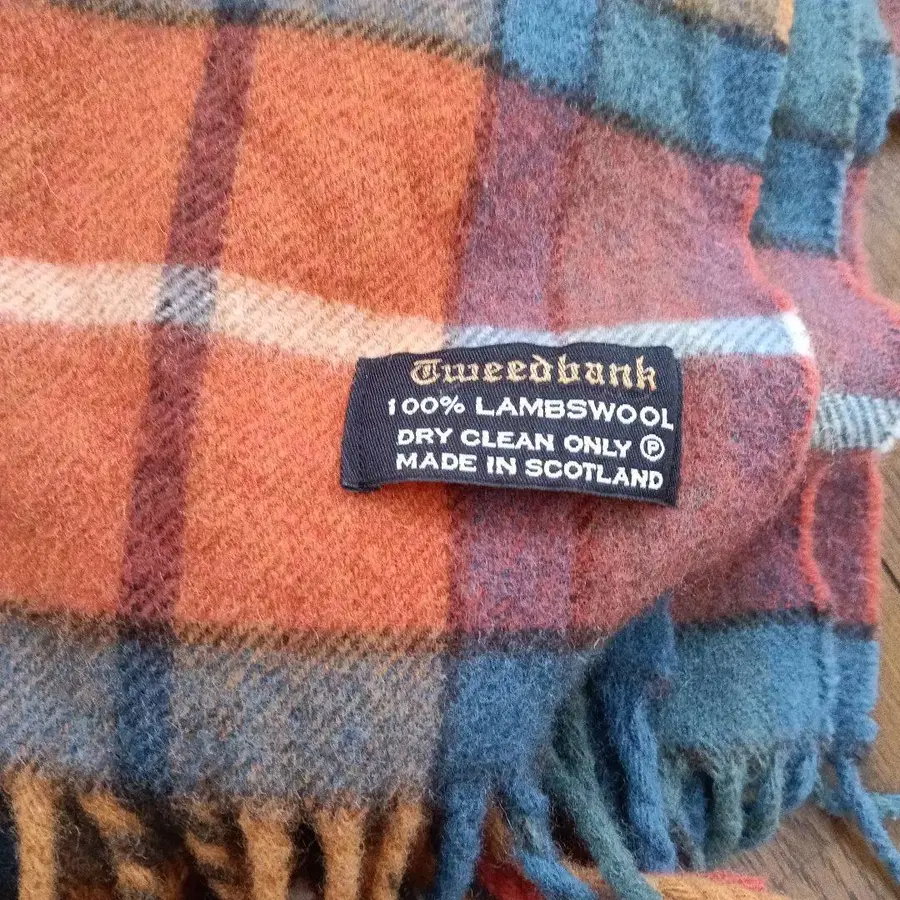 Tweedbank
100% LAMBSWOOL
DRY CLEAN ONLY Ⓟ
MADE IN SCOTLAND